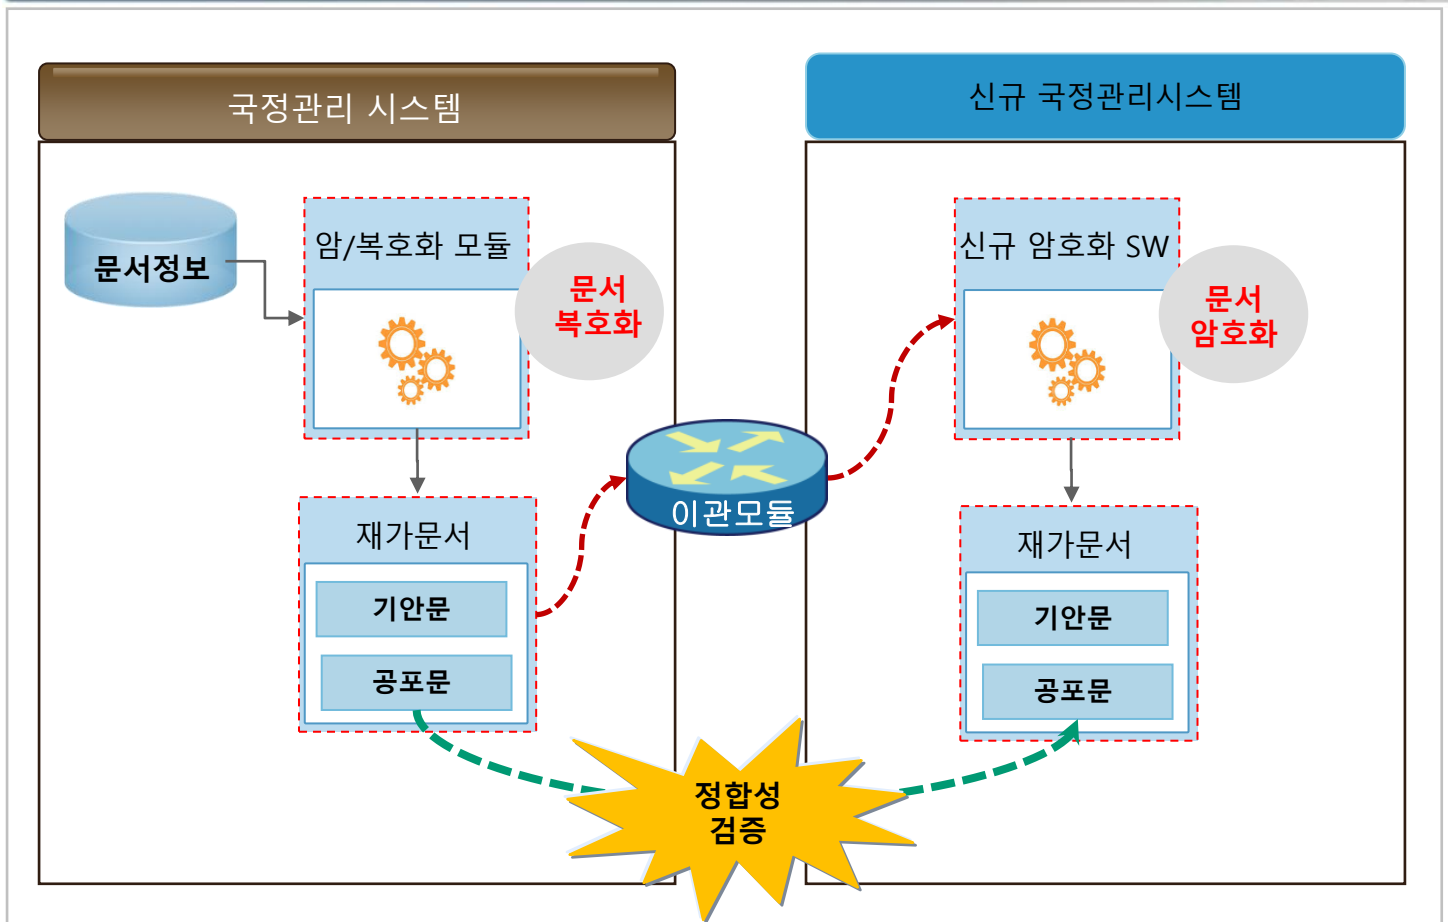 국정관리 시스템
신규 국정관리시스템
문서정보
암/복호화 모듈
문서
복호화
신규 암호화 SW
문서
암호화
이관모듈
재가문서
기안문
공포문
재가문서
기안문
공포문
정합성
검증